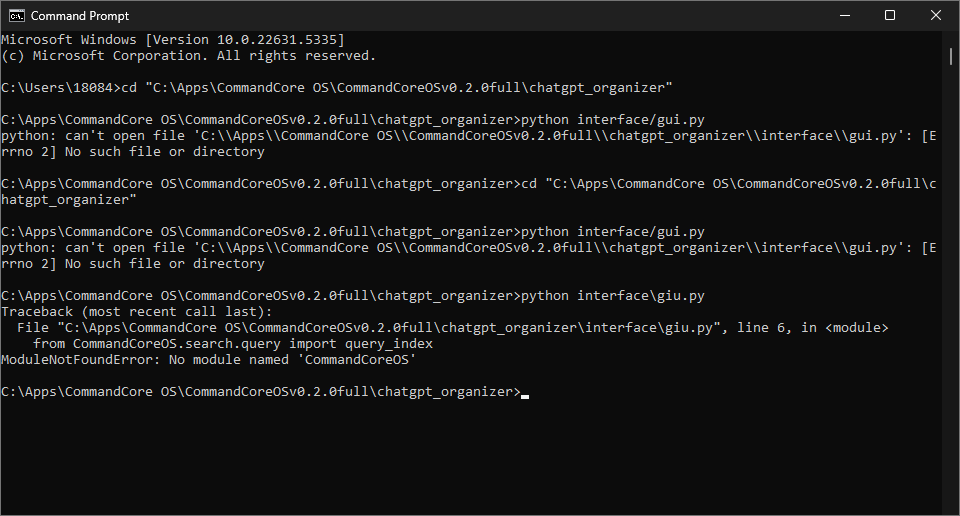 Command Prompt
Microsoft Windows [Version 10.0.22631.5335]
(c) Microsoft Corporation. All rights reserved.
C:\Users\18084>cd "C:\Apps\CommandCore OS\CommandCoreOSv0.2.0full\chatgpt_organizer"
C:\Apps\CommandCore OS\CommandCoreOSv0.2.0full\chatgpt_organizer>python interface/gui.py
python: can't open file 'C:\\Apps\\CommandCore OS\\CommandCoreOSv0.2.0full\\chatgpt_organizer\\interface\\gui.py': [E
rrno 2] No such file or directory
C:\Apps\CommandCore OS\CommandCoreOSv0.2.0full\chatgpt_organizer>cd "C:\Apps\CommandCore OS\CommandCoreOSv0.2.0full\c
hatgpt_organizer"
C:\Apps\CommandCore OS\CommandCoreOSv0.2.0full\chatgpt_organizer>python interface/gui.py
python: can't open file 'C:\\Apps\\CommandCore OS\\CommandCoreOSv0.2.0full\\chatgpt_organizer\\interface\\gui.py': [E
rrno 2] No such file or directory
C:\Apps\CommandCore OS\CommandCoreOSv0.2.0full\chatgpt_organizer>python interface\giu.py
Traceback (most recent call last):
  File "C:\Apps\CommandCore OS\CommandCoreOSv0.2.0full\chatgpt_organizer\interface\giu.py", line 6, in <module>
    from CommandCoreOS.search.query import query_index
ModuleNotFoundError: No module named 'CommandCoreOS'
C:\Apps\CommandCore OS\CommandCoreOSv0.2.0full\chatgpt_organizer>